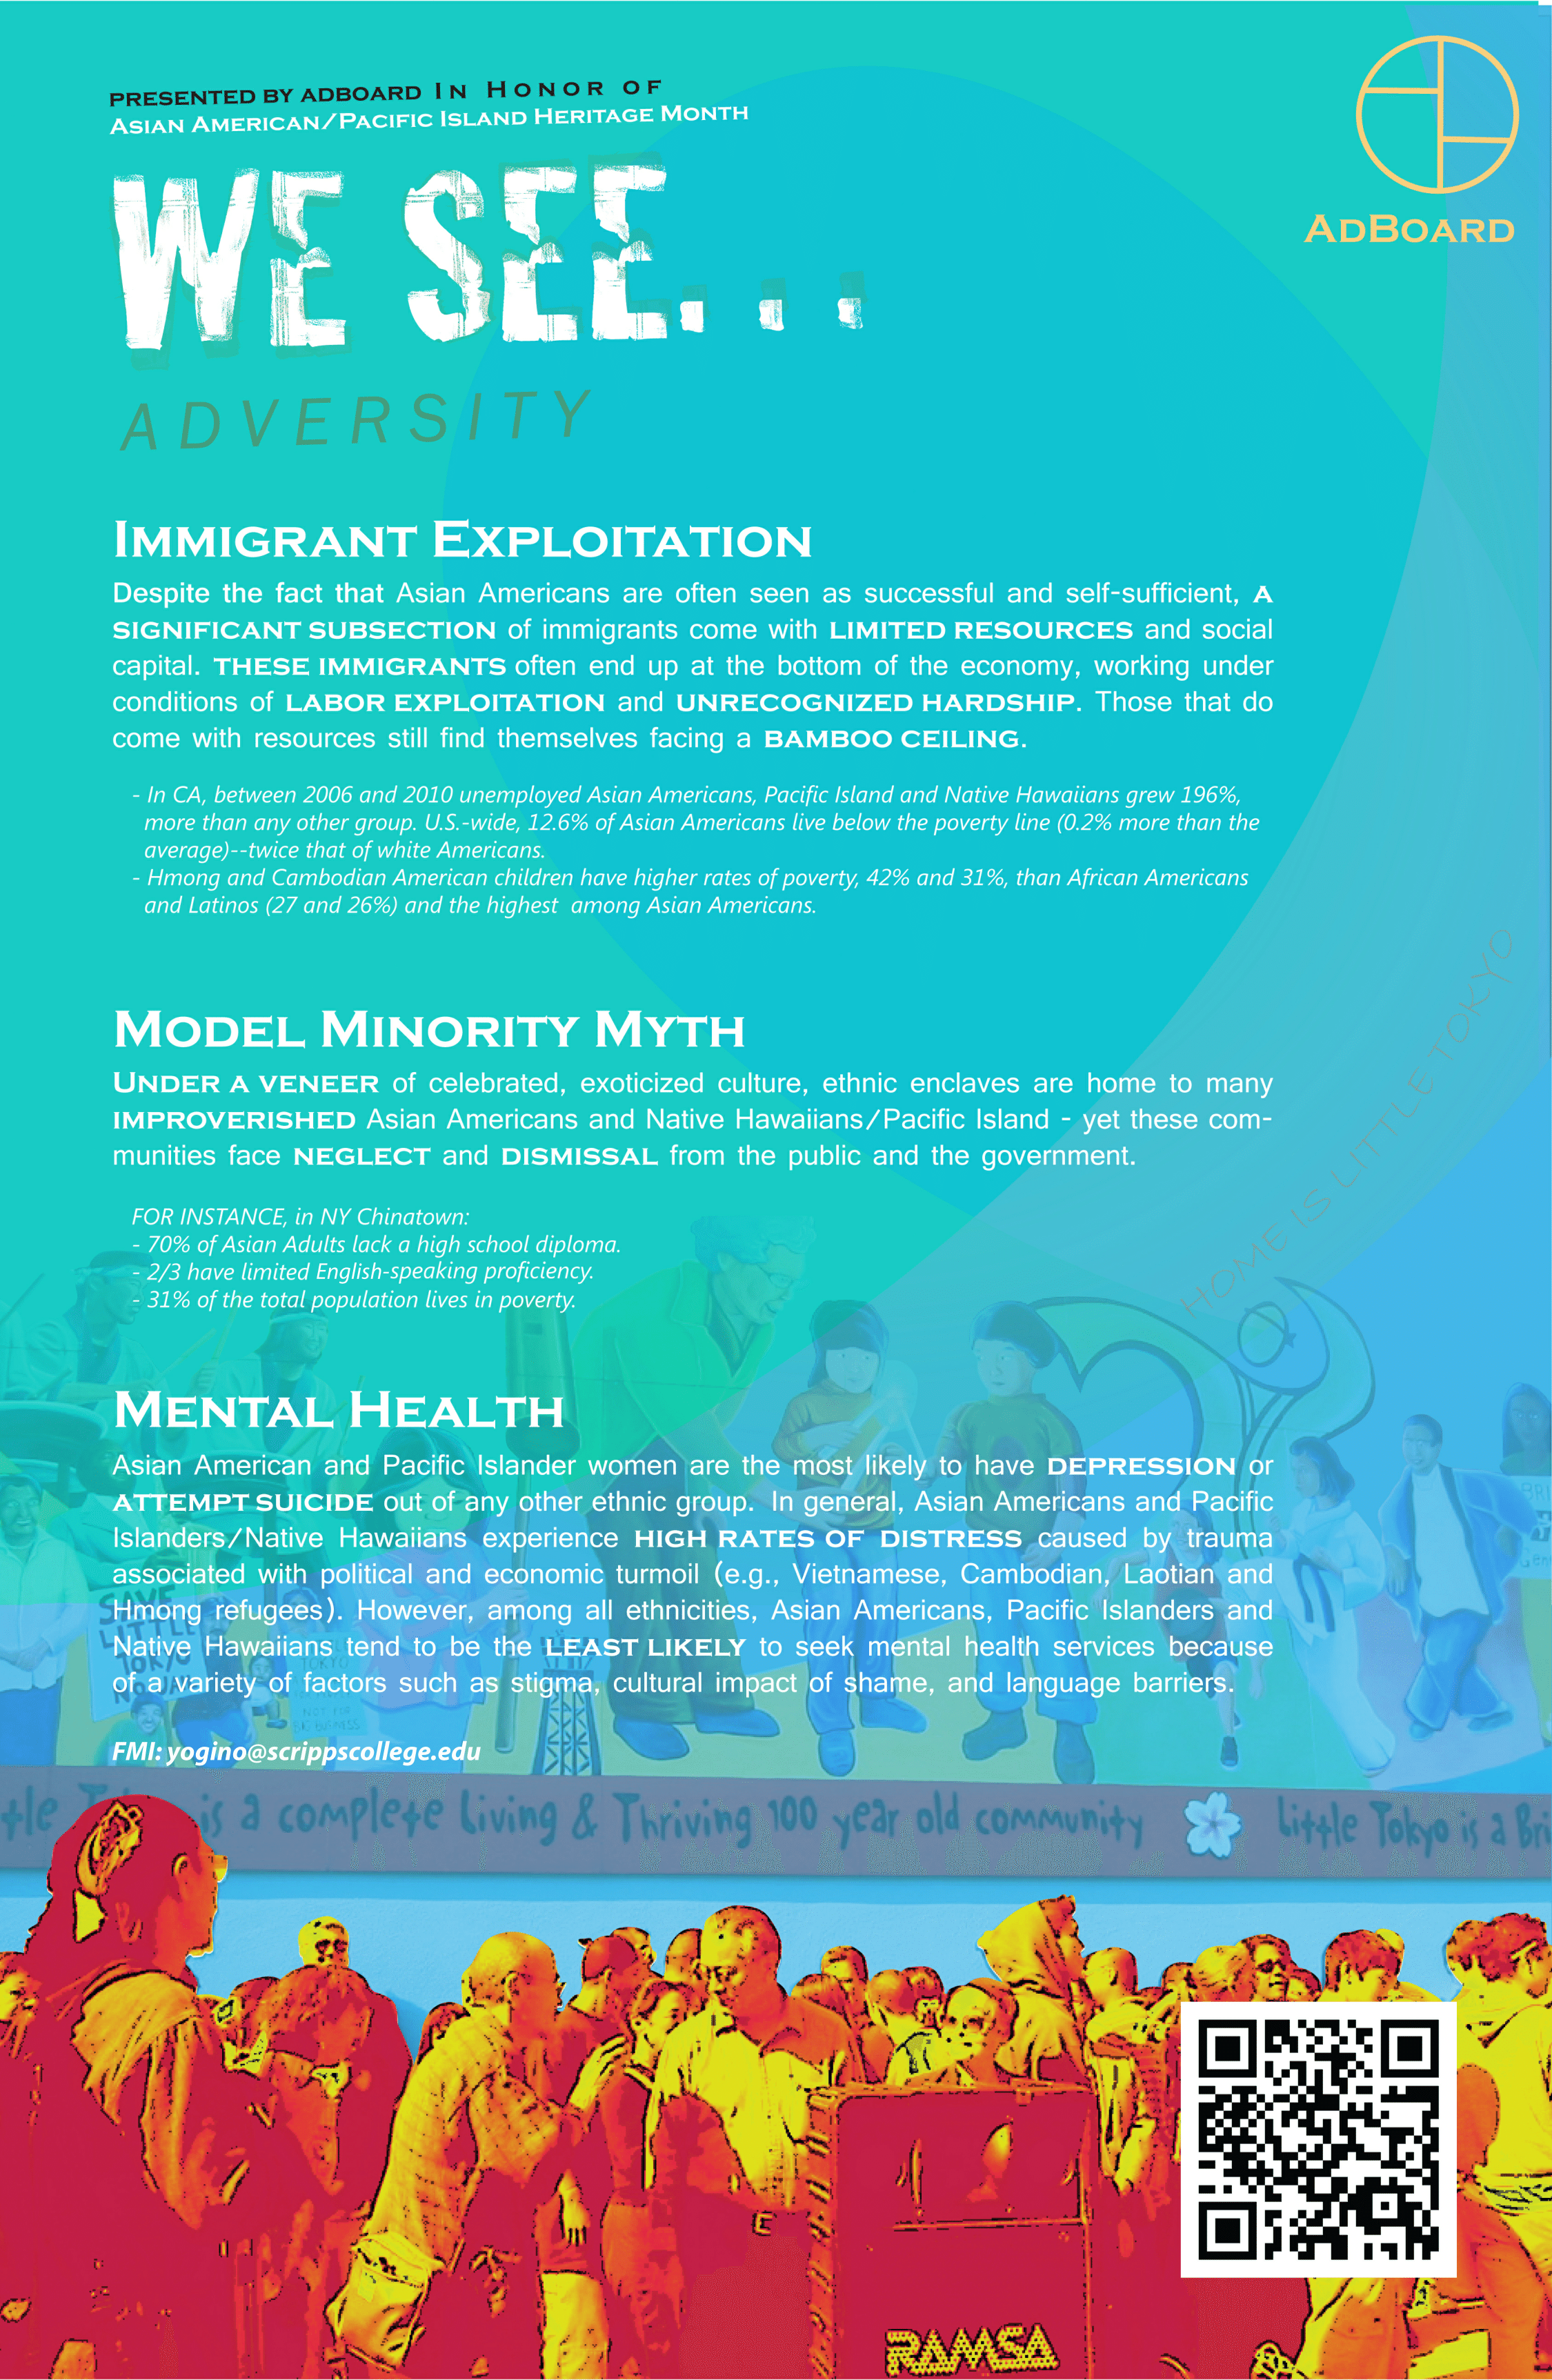 PRESENTED BY ADBOARD IN HONOR OF
ASIAN AMERICAN/PACIFIC ISLAND HERITAGE MONTH
WE SEE. . .
ADVERSITY
ADBOARD
IMMIGRANT EXPLOITATION
Despite the fact that Asian Americans are often seen as successful and self-sufficient, A
SIGNIFICANT SUBSECTION of immigrants come with LIMITED RESOURCES and social
capital. THESE IMMIGRANTS often end up at the bottom of the economy, working under
conditions of LABOR EXPLOITATION and UNRECOGNIZED HARDSHIP. Those that do
come with resources still find themselves facing a BAMBOO CEILING.
- In CA, between 2006 and 2010 unemployed Asian Americans, Pacific Island and Native Hawaiians grew 196%,
more than any other group. U.S.-wide, 12.6% of Asian Americans live below the poverty line (0.2% more than the
average)--twice that of white Americans.
- Hmong and Cambodian American children have higher rates of poverty, 42% and 31%, than African Americans
and Latinos (27 and 26%) and the highest among Asian Americans.
MODEL MINORITY MYTH
UNDER A VENEER of celebrated, exoticized culture, ethnic enclaves are home to many
IMPROVERISHED Asian Americans and Native Hawaiians/Pacific Island - yet these com-
munities face NEGLECT and DISMISSAL from the public and the government.
FOR INSTANCE, in NY Chinatown:
- 70% of Asian Adults lack a high school diploma.
- 2/3 have limited English-speaking proficiency.
- 31% of the total population lives in poverty.
HOME IS LITTLE TOKYO
MENTAL HEALTH
Asian American and Pacific Islander women are the most likely to have DEPRESSION or
ATTEMPT SUICIDE out of any other ethnic group. In general, Asian Americans and Pacific
Islanders/Native Hawaiians experience HIGH RATES OF DISTRESS caused by trauma
associated with political and economic turmoil (e.g., Vietnamese, Cambodian, Laotian and
Hmong refugees). However, among all ethnicities, Asian Americans, Pacific Islanders and
Native Hawaiians tend to be the LEAST LIKELY to seek mental health services because
of a variety of factors such as stigma, cultural impact of shame, and language barriers.
SAVE
LITTLE
TOKYO
TOKYO
NOT FOR
BIG BUSINESS
FMI: yogino@scrippscollege.edu
is a complete living & Thriving 100 year old community Little Tokyo is a Bri
RAMSA